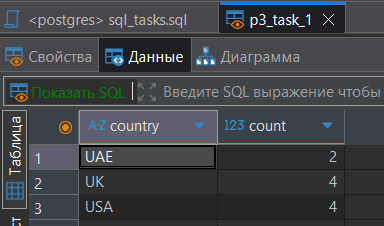 <postgres> sql_tasks.sql p3_task_1
Свойства Данные Диаграмма
Показать SQL Введите SQL выражение чтобы
Таблица A-Z country 123 count
1 UAE 2
2 UK 4
3 USA 4